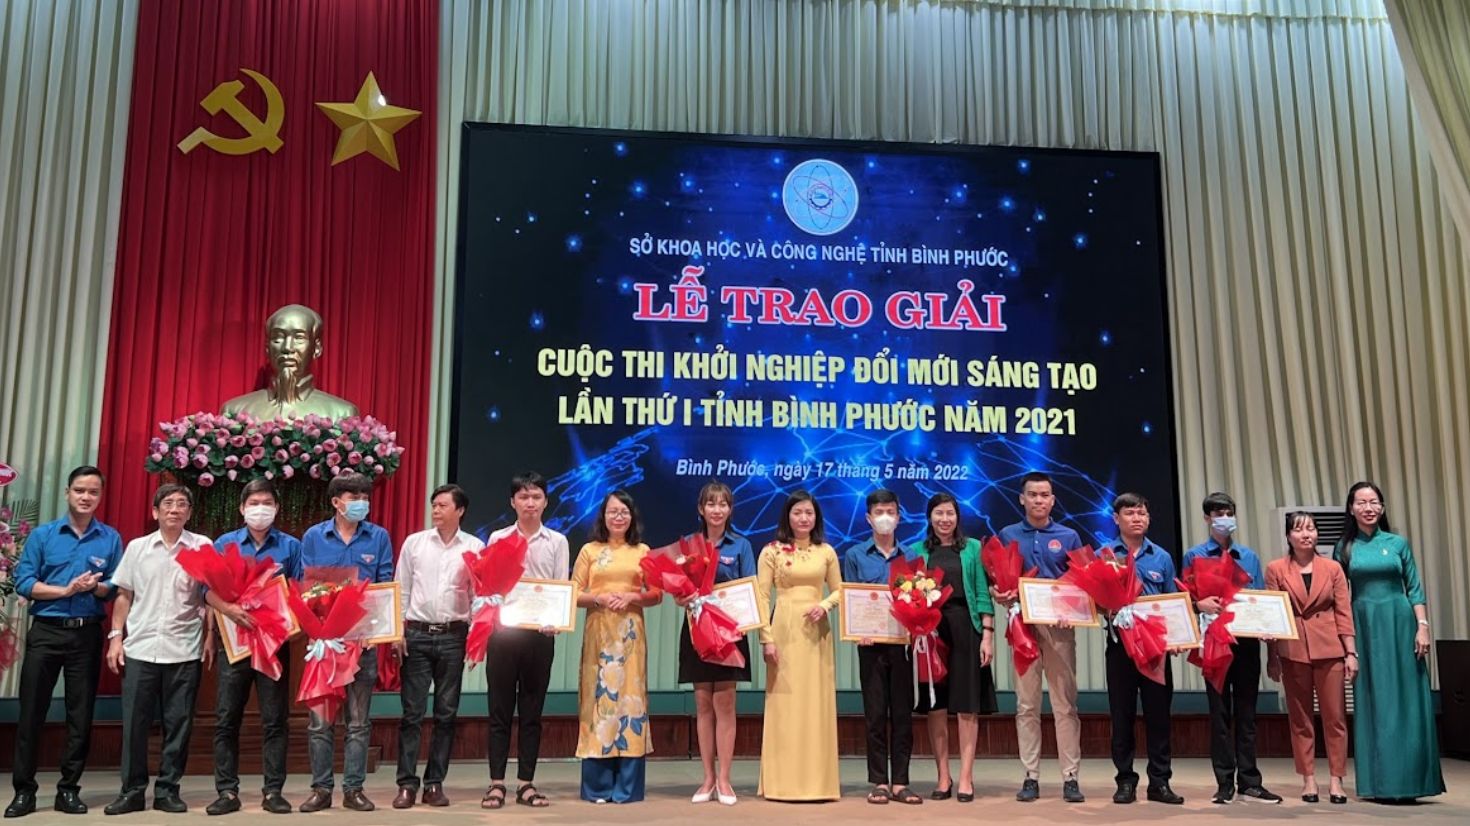 SỞ KHOA HỌC VÀ CÔNG NGHỆ TỈNH BÌNH PHƯỚC
LỄ TRAO GIẢI
CUỘC THI KHỞI NGHIỆP ĐỔI MỚI SÁNG TẠO
LẦN THỨ I TỈNH BÌNH PHƯỚC NĂM 2021
Bình Phước, ngày 17 tháng 5 năm 2022